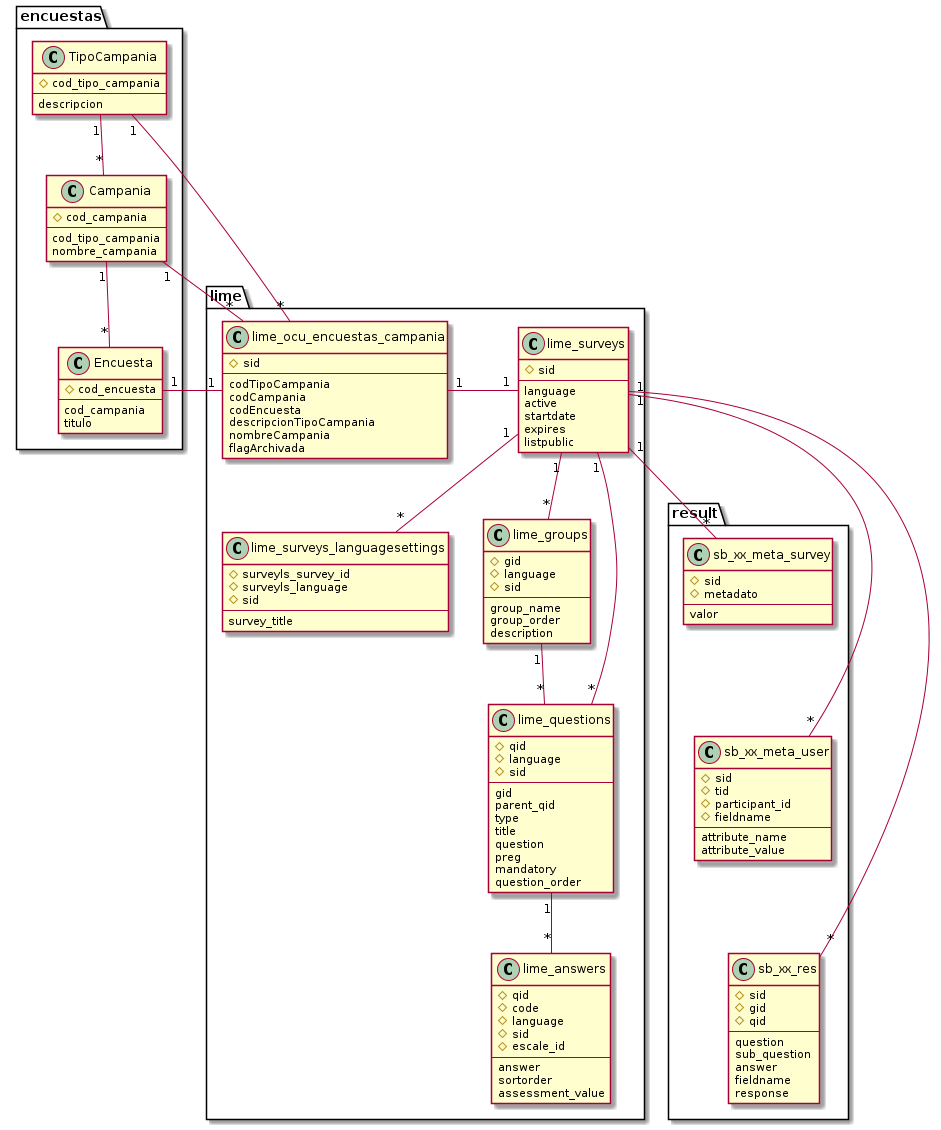 encuestas
C TipoCampania
cod_tipo_campania
descripcion
1
1
*
C Campania
cod_campania
cod_tipo_campania
nombre_campania
1
1
*
C Encuesta
cod_encuesta
cod_campania
titulo
1
1
lime
*
*
C lime_ocu_encuestas_campania
sid
codTipoCampania
codCampania
codEncuesta
descripcionTipoCampania
nombreCampania
flagArchivada
1
1
C lime_surveys
sid
language
active
startdate
expires
listpublic
1
1
1
1
1
1
*
*
C lime_surveys_languagesettings
surveyls_survey_id
surveyls_language
sid
survey_title
C lime_groups
gid
language
sid
group_name
group_order
description
1
*
*
C lime_questions
qid
language
sid
gid
parent_qid
type
title
question
preg
mandatory
question_order
1
*
C lime_answers
qid
code
language
sid
escale_id
answer
sortorder
assessment_value
result
*
C sb_xx_meta_survey
sid
metadato
valor
*
C sb_xx_meta_user
sid
tid
participant_id
fieldname
attribute_name
attribute_value
*
C sb_xx_res
sid
gid
qid
question
sub_question
answer
fieldname
response